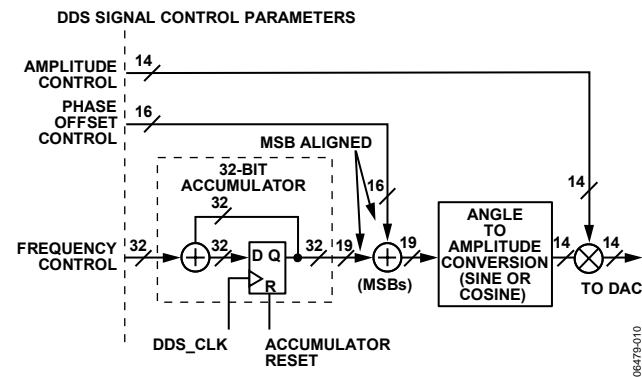 DDS SIGNAL CONTROL PARAMETERS
AMPLITUDE
CONTROL
14
PHASE
OFFSET
CONTROL
16
MSB ALIGNED
32-BIT
ACCUMULATOR
32
16
14
FREQUENCY
CONTROL
32
32
D Q
R
32
19
19
(MSBs)
ANGLE
TO
AMPLITUDE
CONVERSION
(SINE OR
COSINE)
14
14
TO DAC
DDS_CLK
ACCUMULATOR
RESET
06479-010